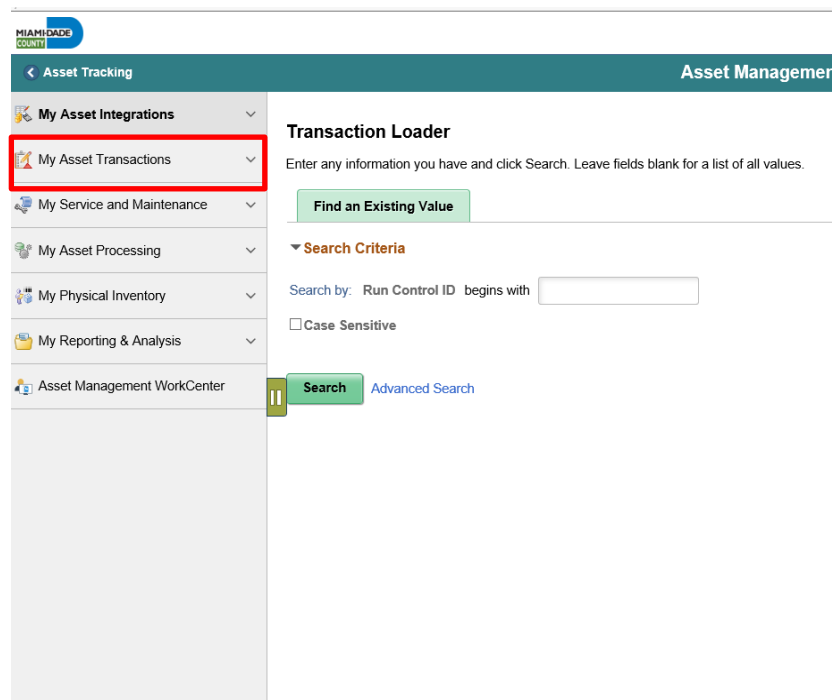 MIAMI-DADE
COUNTY
Asset Tracking
Asset Managemen
My Asset Integrations
My Asset Transactions
My Service and Maintenance
My Asset Processing
My Physical Inventory
My Reporting & Analysis
Asset Management WorkCenter
Transaction Loader
Enter any information you have and click Search. Leave fields blank for a list of all values.
Find an Existing Value
Search Criteria
Search by: Run Control ID begins with
Case Sensitive
Search Advanced Search